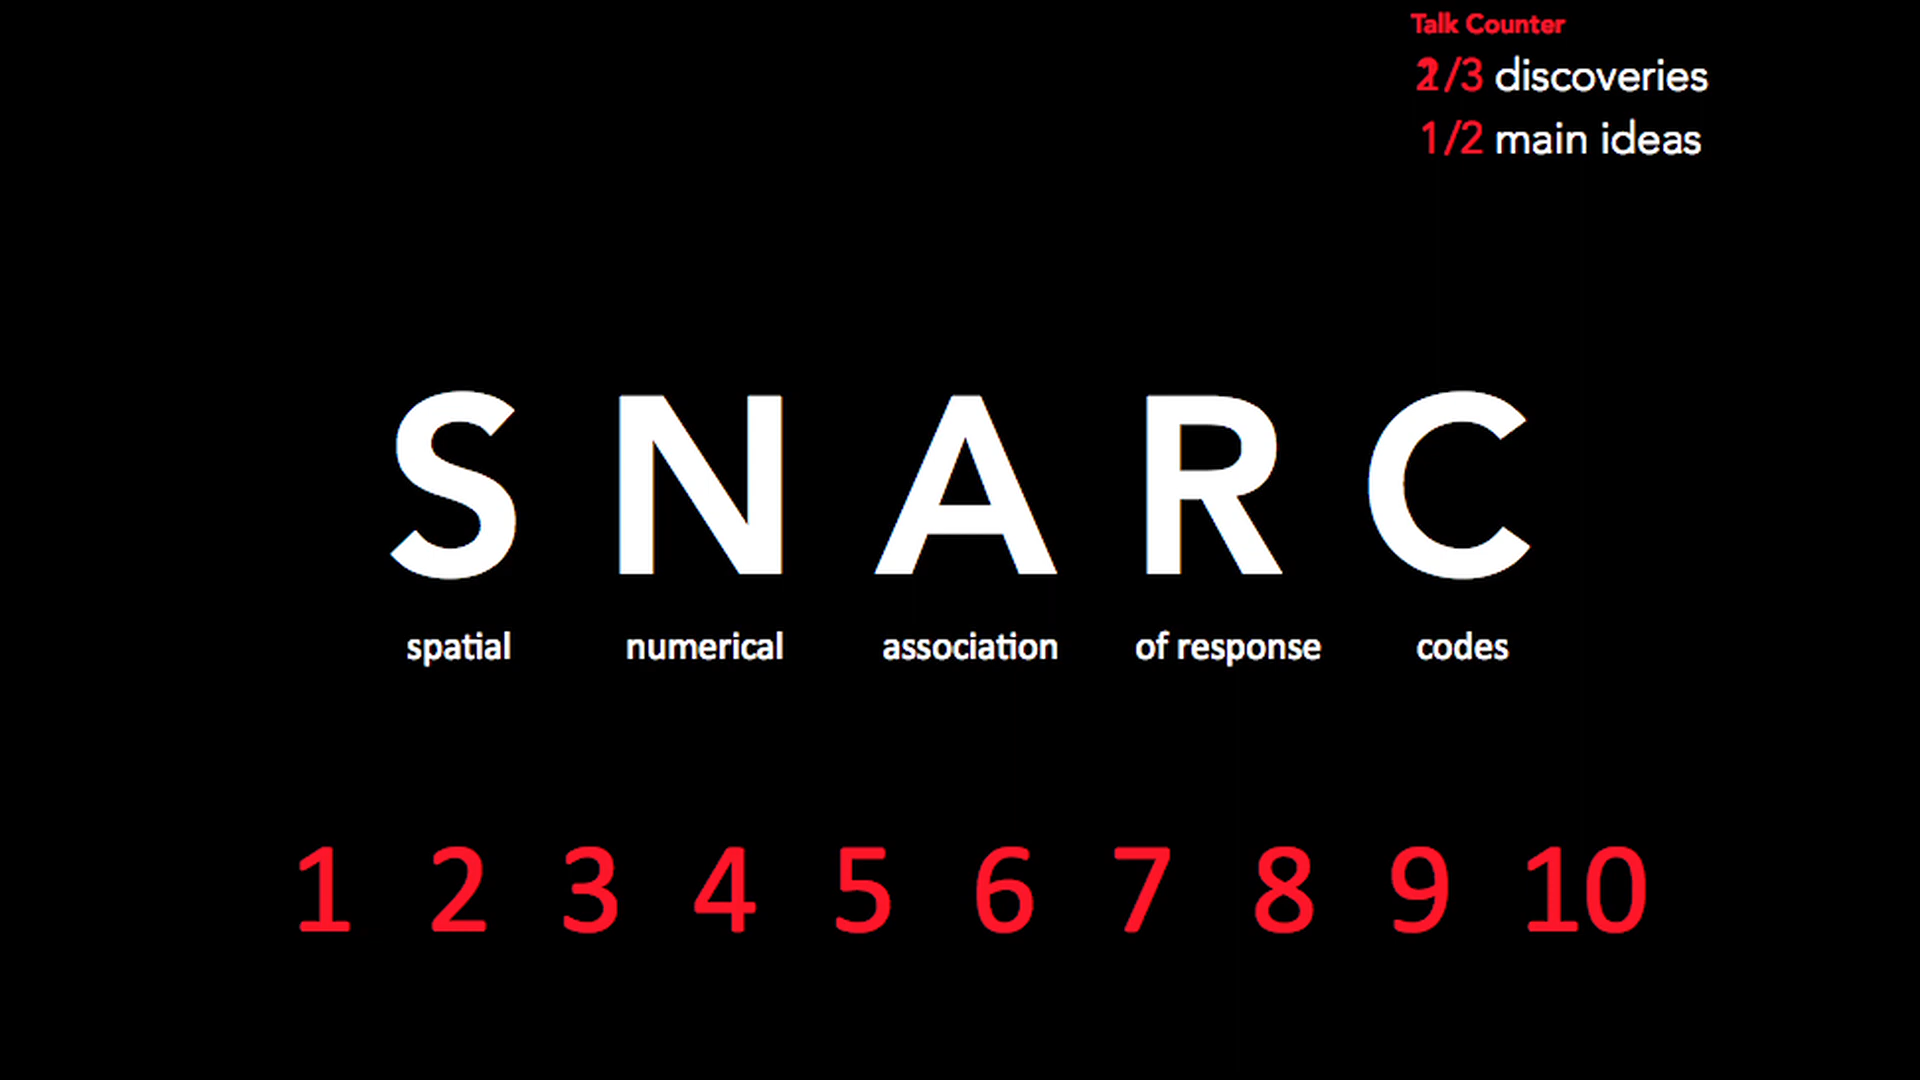 Talk Counter
/3 discoveries
1/2 main ideas
S N A R C
spatial numerical association of response codes
1 2 3 4 5 6 7 8 9 10